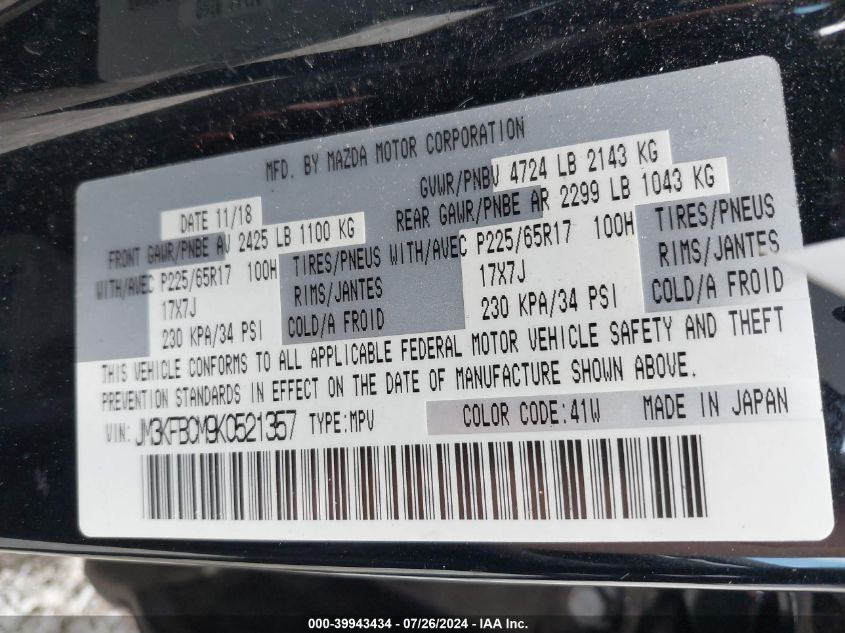 MFD. BY MAZDA MOTOR CORPORATION
DATE 11/18 GVWR/PNBV 4724 LB 2143 KG
FRONT GAWR/PNBE AV 2425 LB 1100 KG REAR GAWR/PNBE AR 2299 LB 1043 KG
WITH/AVEC P225/65R17 100H TIRES/PNEUS WITH/AVEC P225/65R17 100H TIRES/PNEUS
17X7J RIMS/JANTES 17X7J RIMS/JANTES
230 KPA/34 PSI COLD/A FROID 230 KPA/34 PSI COLD/A FROID
THIS VEHICLE CONFORMS TO ALL APPLICABLE FEDERAL MOTOR VEHICLE SAFETY AND THEFT
PREVENTION STANDARDS IN EFFECT ON THE DATE OF MANUFACTURE SHOWN ABOVE.
VIN: JM3KFBCM9K0521357 TYPE:MPV COLOR CODE:41W MADE IN JAPAN
000-39943434 / 07/26/2024 - IAA Inc.